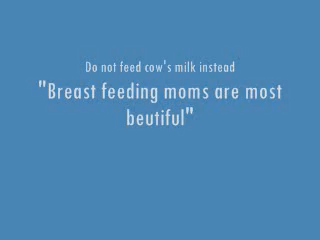 Do not feed cow's milk instead
"Breast feeding moms are most
beutiful"